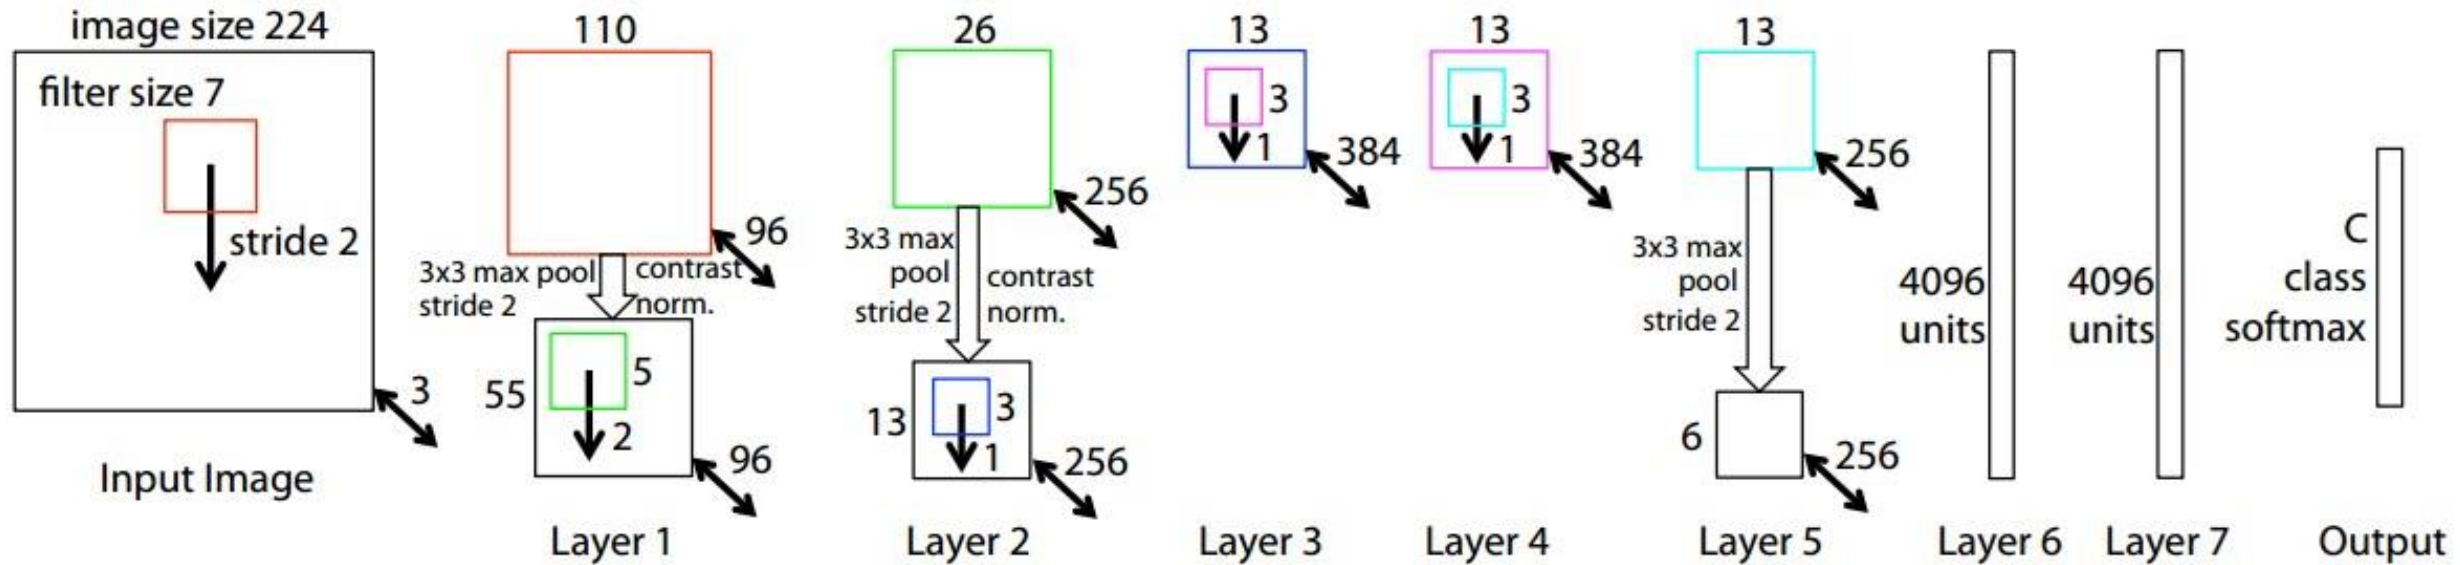 image size 224
filter size 7
stride 2
3
Input Image
110
96
3x3 max pool
stride 2
contrast
norm.
55
5
2
96
Layer 1
26
256
3x3 max
pool
stride 2
contrast
norm.
13
3
1
256
Layer 2
13
3
1
384
Layer 3
13
3
1
384
Layer 4
13
256
3x3 max
pool
stride 2
6
256
Layer 5
4096
units
Layer 6
4096
units
Layer 7
C
class
softmax
Output